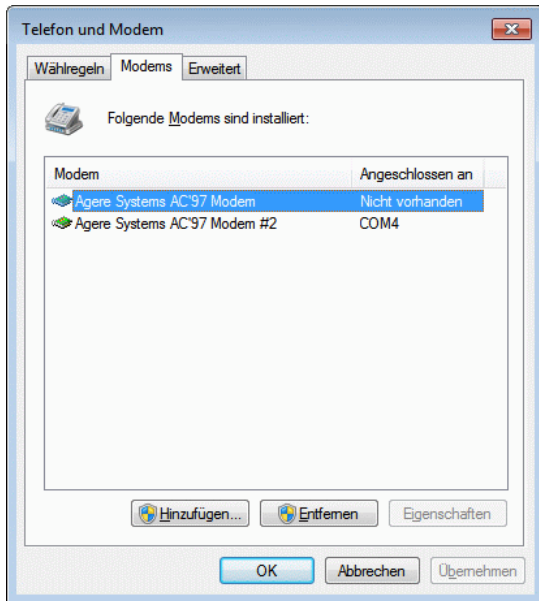 Telefon und Modem
Wählregeln Modems Erweitert
Folgende Modems sind installiert:
Modem Angeschlossen an
Agere Systems AC'97 Modem Nicht vorhanden
Agere Systems AC'97 Modem #2 COM4
Hinzufügen... Entfernen Eigenschaften
OK Abbrechen Übernehmen